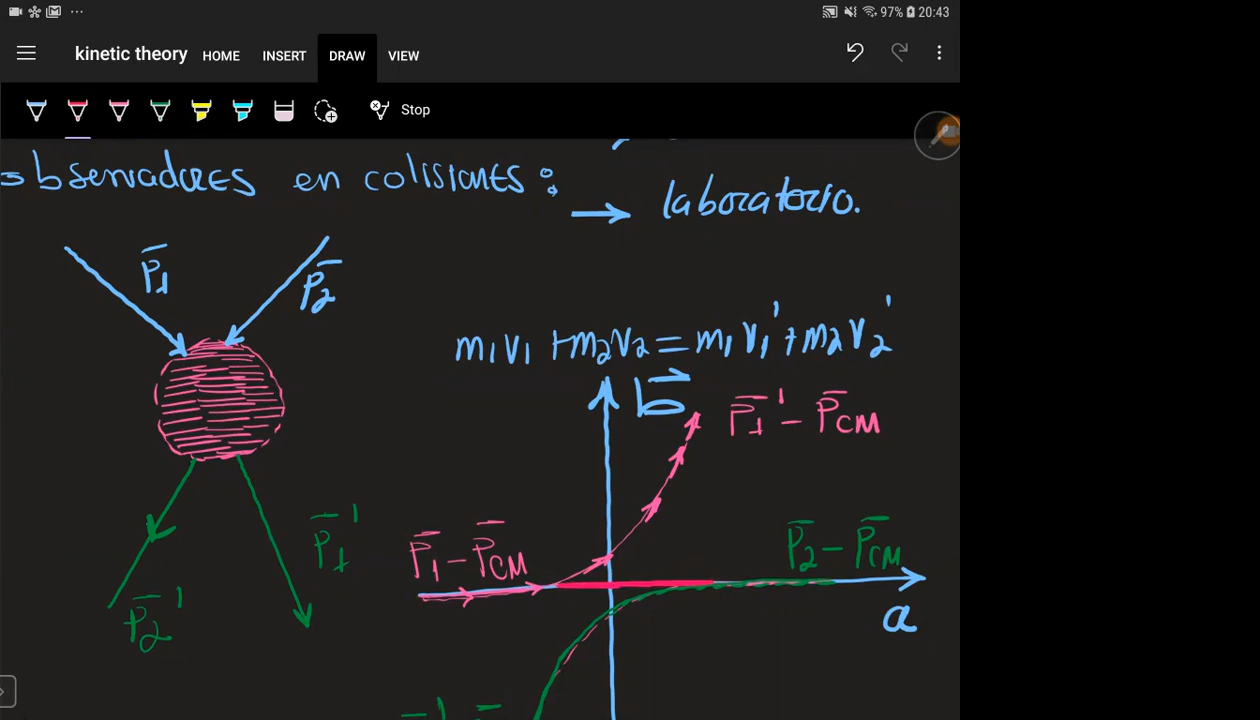 97% 20:43
kinetic theory HOME INSERT DRAW VIEW
Stop
observadores en colisiones:
→ laboratorio.
P̄1
P̄2
m1v1 + m2v2 = m1v1' + m2v2'
b⃗
P̄1' − P̄CM
P̄1 − P̄CM
P̄2 − P̄CM
P̄1'
P̄2'
a